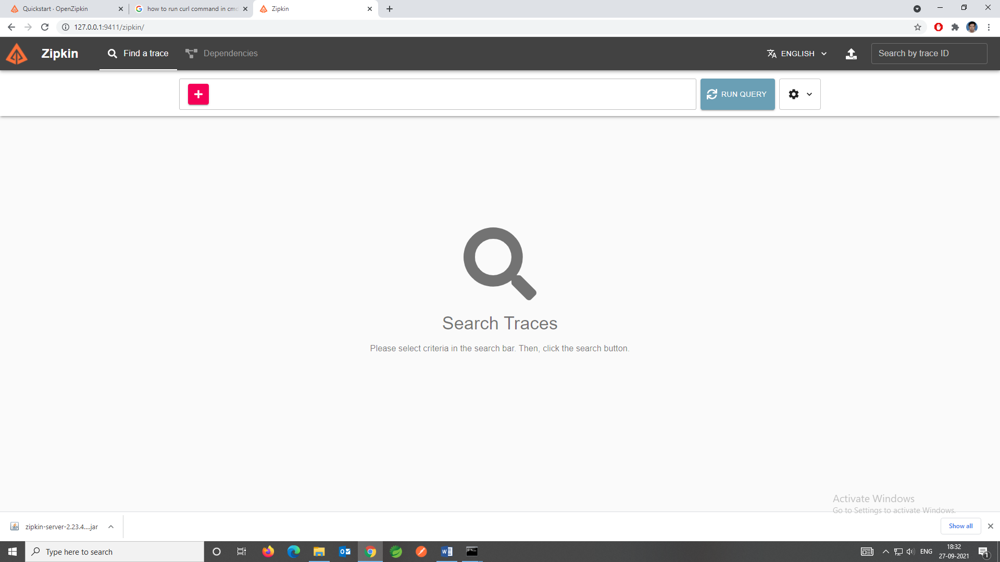 Quickstart · OpenZipkin
how to run curl command in cmd
Zipkin
127.0.0.1:9411/zipkin/
Zipkin
Find a trace
Dependencies
ENGLISH
Search by trace ID
RUN QUERY
Search Traces
Please select criteria in the search bar. Then, click the search button.
Activate Windows
Go to Settings to activate Windows.
zipkin-server-2.23.4....jar
Show all
Type here to search
ENG
18:32
27-09-2021
1